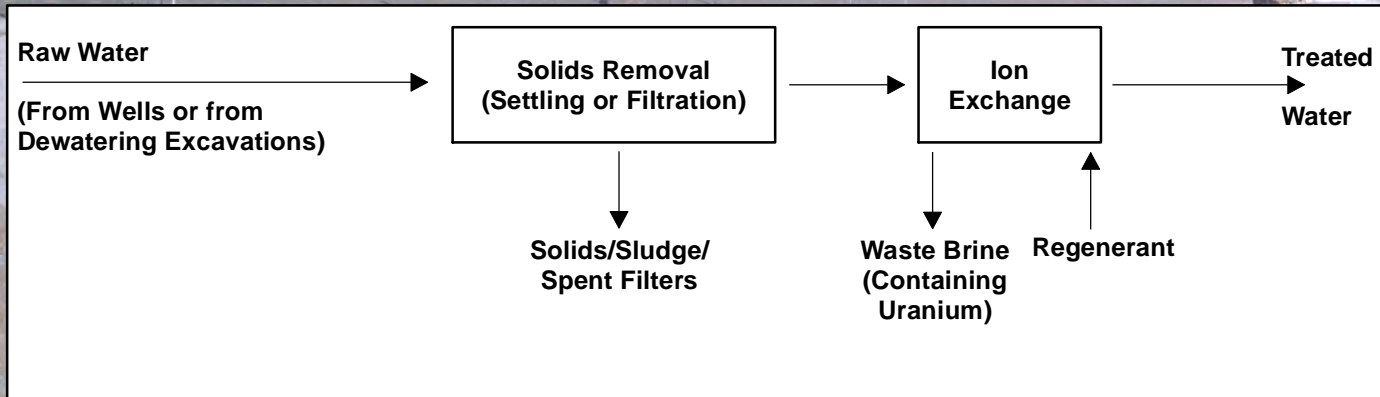 Raw Water
(From Wells or from
Dewatering Excavations)
Solids Removal
(Settling or Filtration)
Ion
Exchange
Treated
Water
Solids/Sludge/
Spent Filters
Waste Brine
(Containing
Uranium)
Regenerant